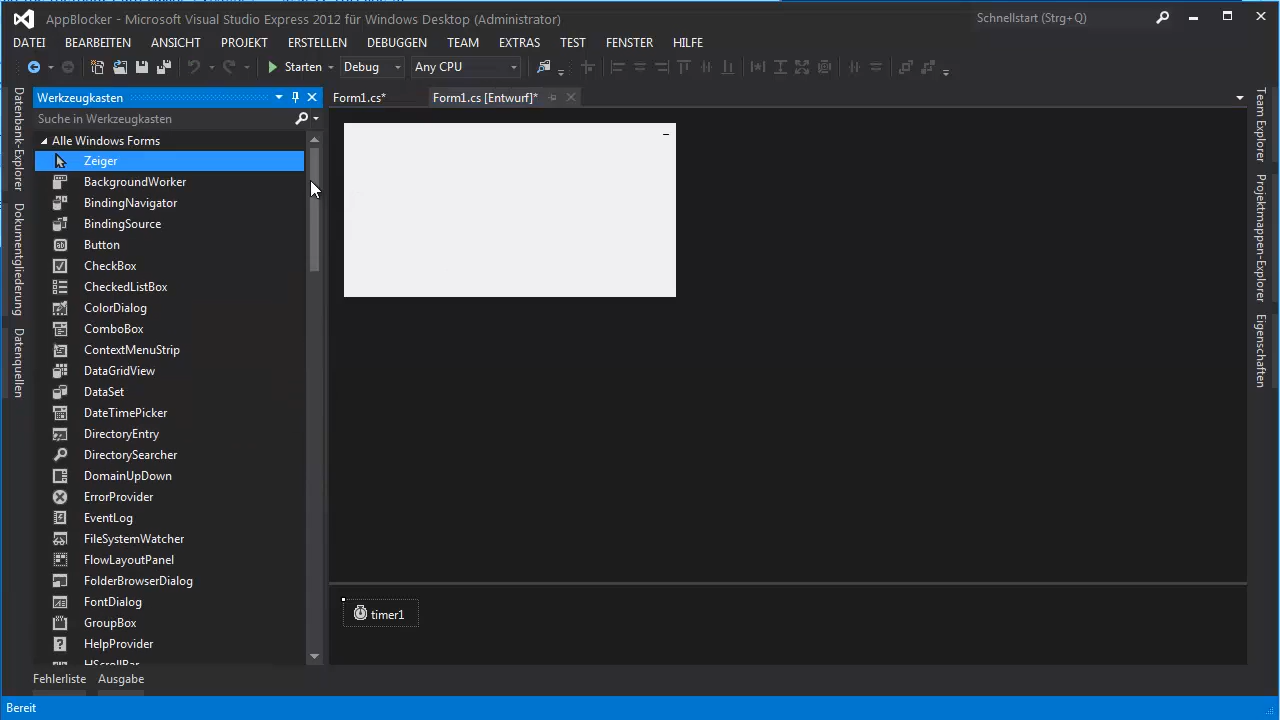 AppBlocker - Microsoft Visual Studio Express 2012 für Windows Desktop (Administrator)
Schnellstart (Strg+Q)
DATEI BEARBEITEN ANSICHT PROJEKT ERSTELLEN DEBUGGEN TEAM EXTRAS TEST FENSTER HILFE
Starten Debug Any CPU
Datenbank-Explorer
Dokumentgliederung
Datenquellen
Werkzeugkasten
Suche in Werkzeugkasten
Alle Windows Forms
Zeiger
BackgroundWorker
BindingNavigator
BindingSource
Button
CheckBox
CheckedListBox
ColorDialog
ComboBox
ContextMenuStrip
DataGridView
DataSet
DateTimePicker
DirectoryEntry
DirectorySearcher
DomainUpDown
ErrorProvider
EventLog
FileSystemWatcher
FlowLayoutPanel
FolderBrowserDialog
FontDialog
GroupBox
HelpProvider
HScrollBar
Form1.cs* Form1.cs [Entwurf]*
timer1
Team Explorer
Projektmappen-Explorer
Eigenschaften
Fehlerliste Ausgabe
Bereit